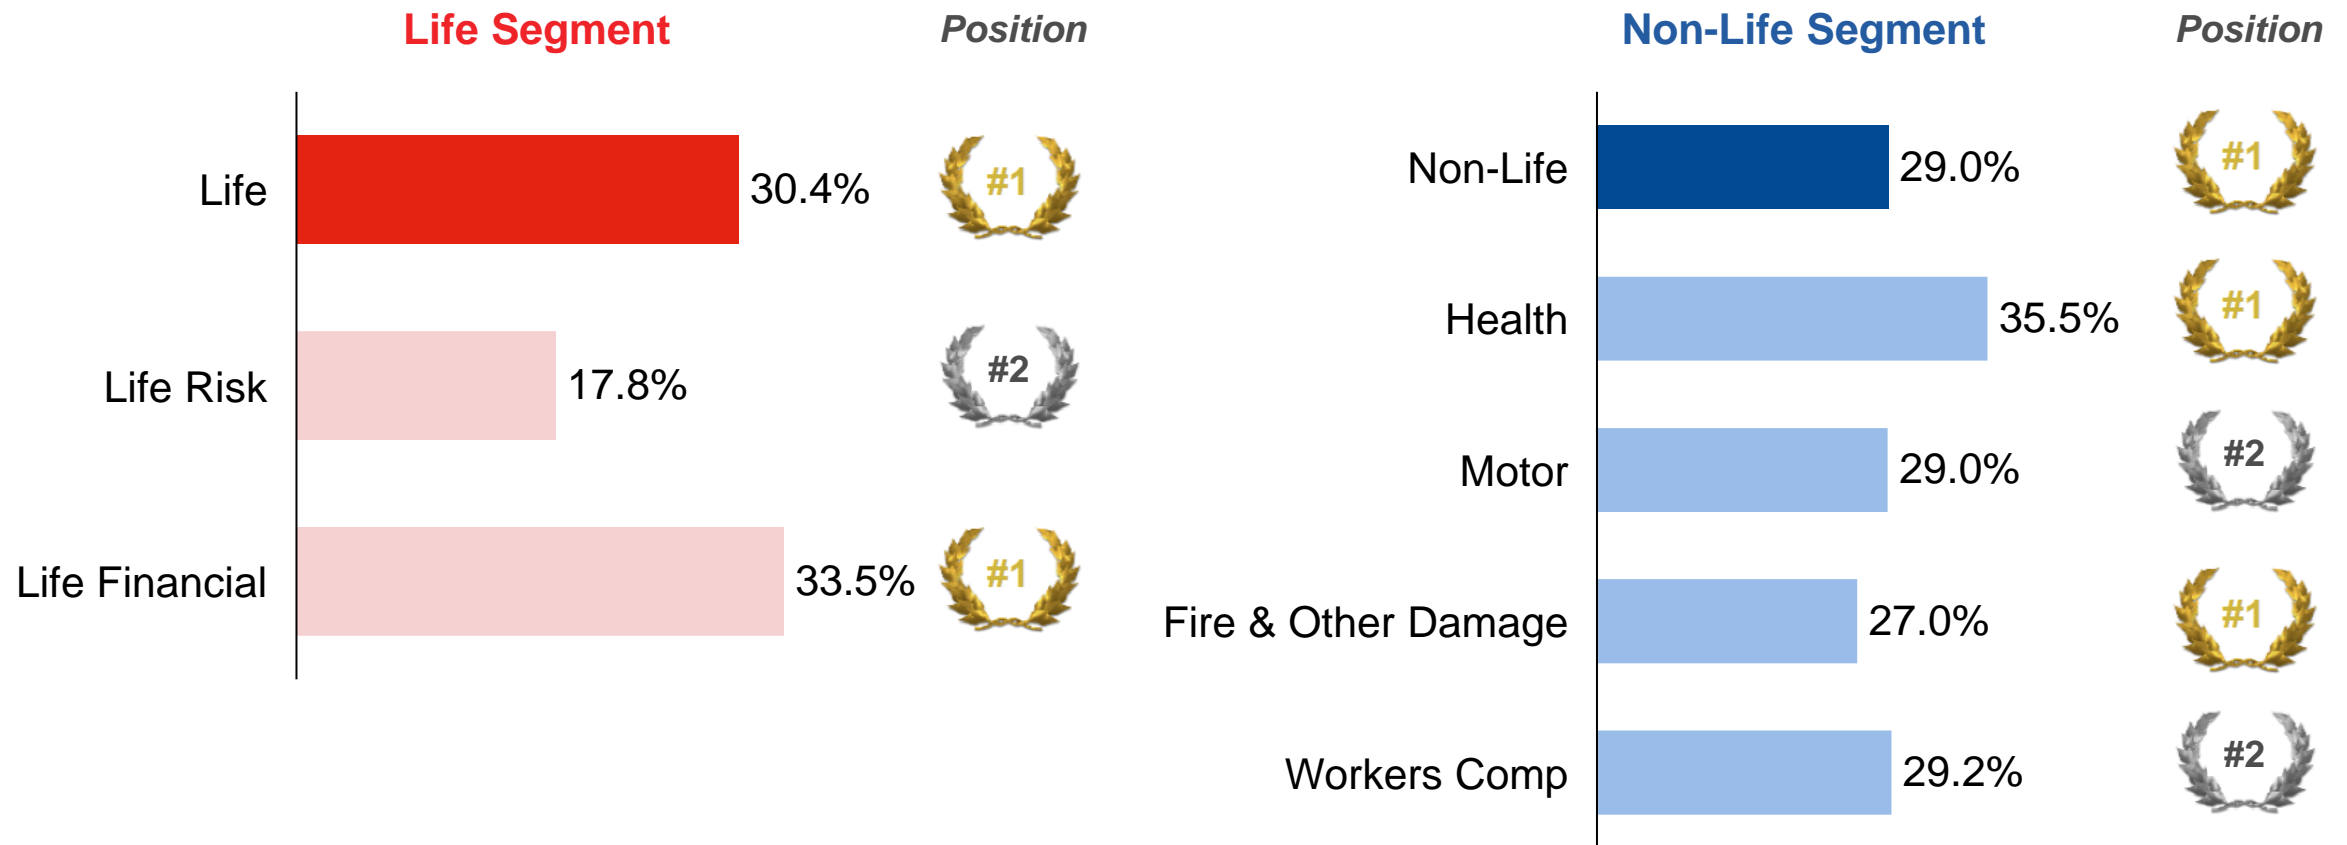 Life Segment Position
Life 30.4% #1
Life Risk 17.8% #2
Life Financial 33.5% #1
Non-Life Segment Position
Non-Life 29.0% #1
Health 35.5% #1
Motor 29.0% #2
Fire & Other Damage 27.0% #1
Workers Comp 29.2% #2